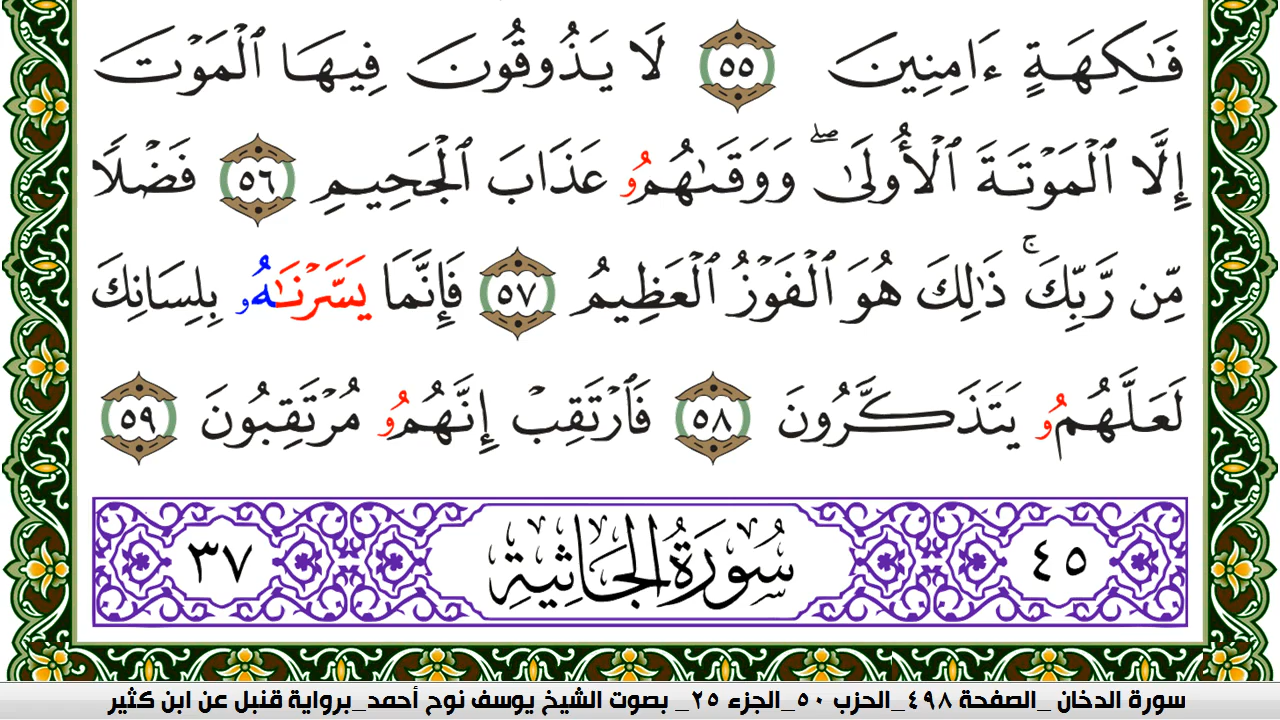 فَـٰكِهَةٍ ءَامِنِينَ ٥٥ لَا يَذُوقُونَ فِيهَا ٱلْمَوْتَ
إِلَّا ٱلْمَوْتَةَ ٱلْأُولَىٰ ۖ وَوَقَىٰهُمُۥ عَذَابَ ٱلْجَحِيمِ ٥٦ فَضْلًا
مِّن رَّبِّكَ ۚ ذَٰلِكَ هُوَ ٱلْفَوْزُ ٱلْعَظِيمُ ٥٧ فَإِنَّمَا يَسَّرْنَـٰهُۥ بِلِسَانِكَ
لَعَلَّهُمُۥ يَتَذَكَّرُونَ ٥٨ فَٱرْتَقِبْ إِنَّهُمُۥ مُرْتَقِبُونَ ٥٩
٤٥ سُورَةُ الجَاثِيَةِ ٣٧
سورة الدخان _الصفحة ٤٩٨_الحزب ٥٠_الجزء ٢٥_ بصوت الشيخ يوسف نوح أحمد_برواية قنبل عن ابن كثير